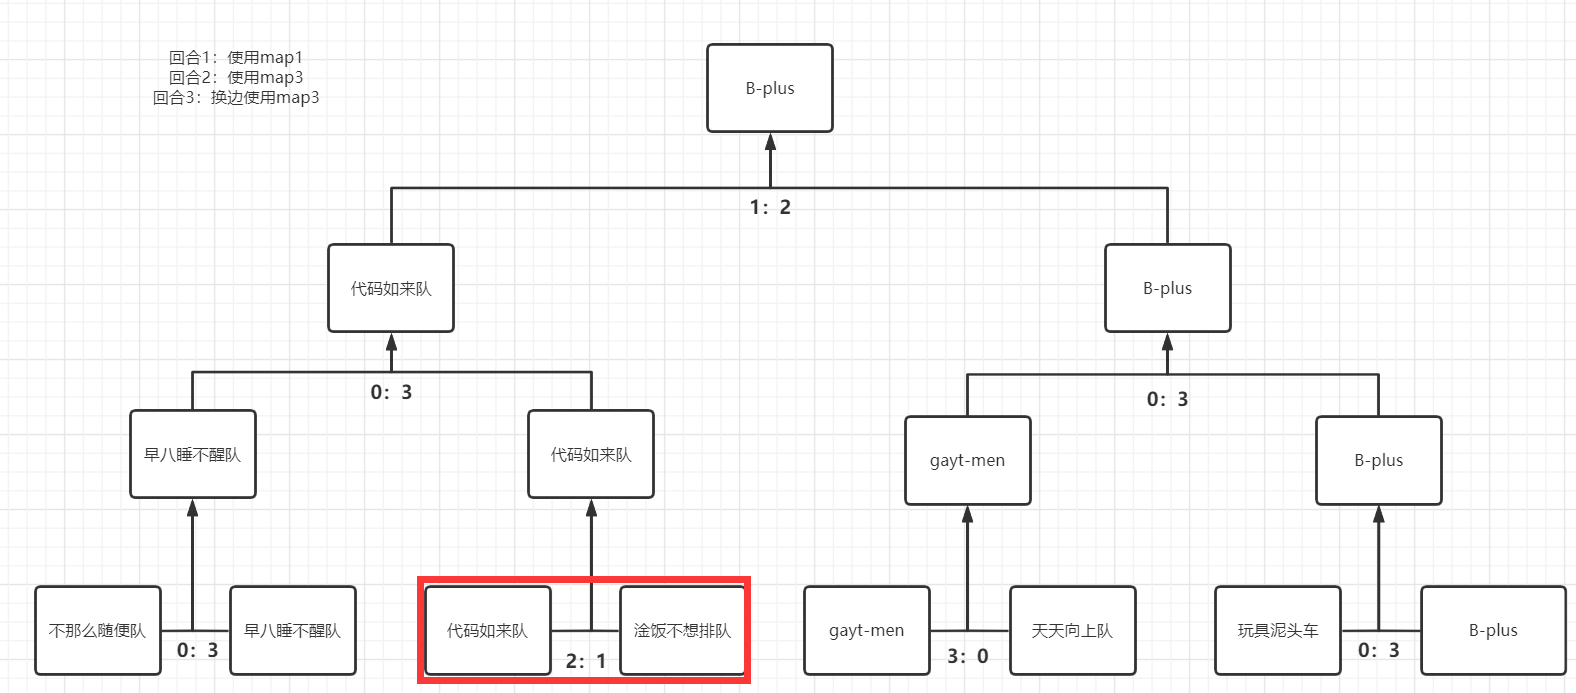 回合1：使用map1
回合2：使用map3
回合3：换边使用map3
B-plus
1：2
代码如来队
B-plus
0：3
0：3
早八睡不醒队
代码如来队
gayt-men
B-plus
不那么随便队
0：3
早八睡不醒队
代码如来队
2：1
淦饭不想排队
gayt-men
3：0
天天向上队
玩具泥头车
0：3
B-plus